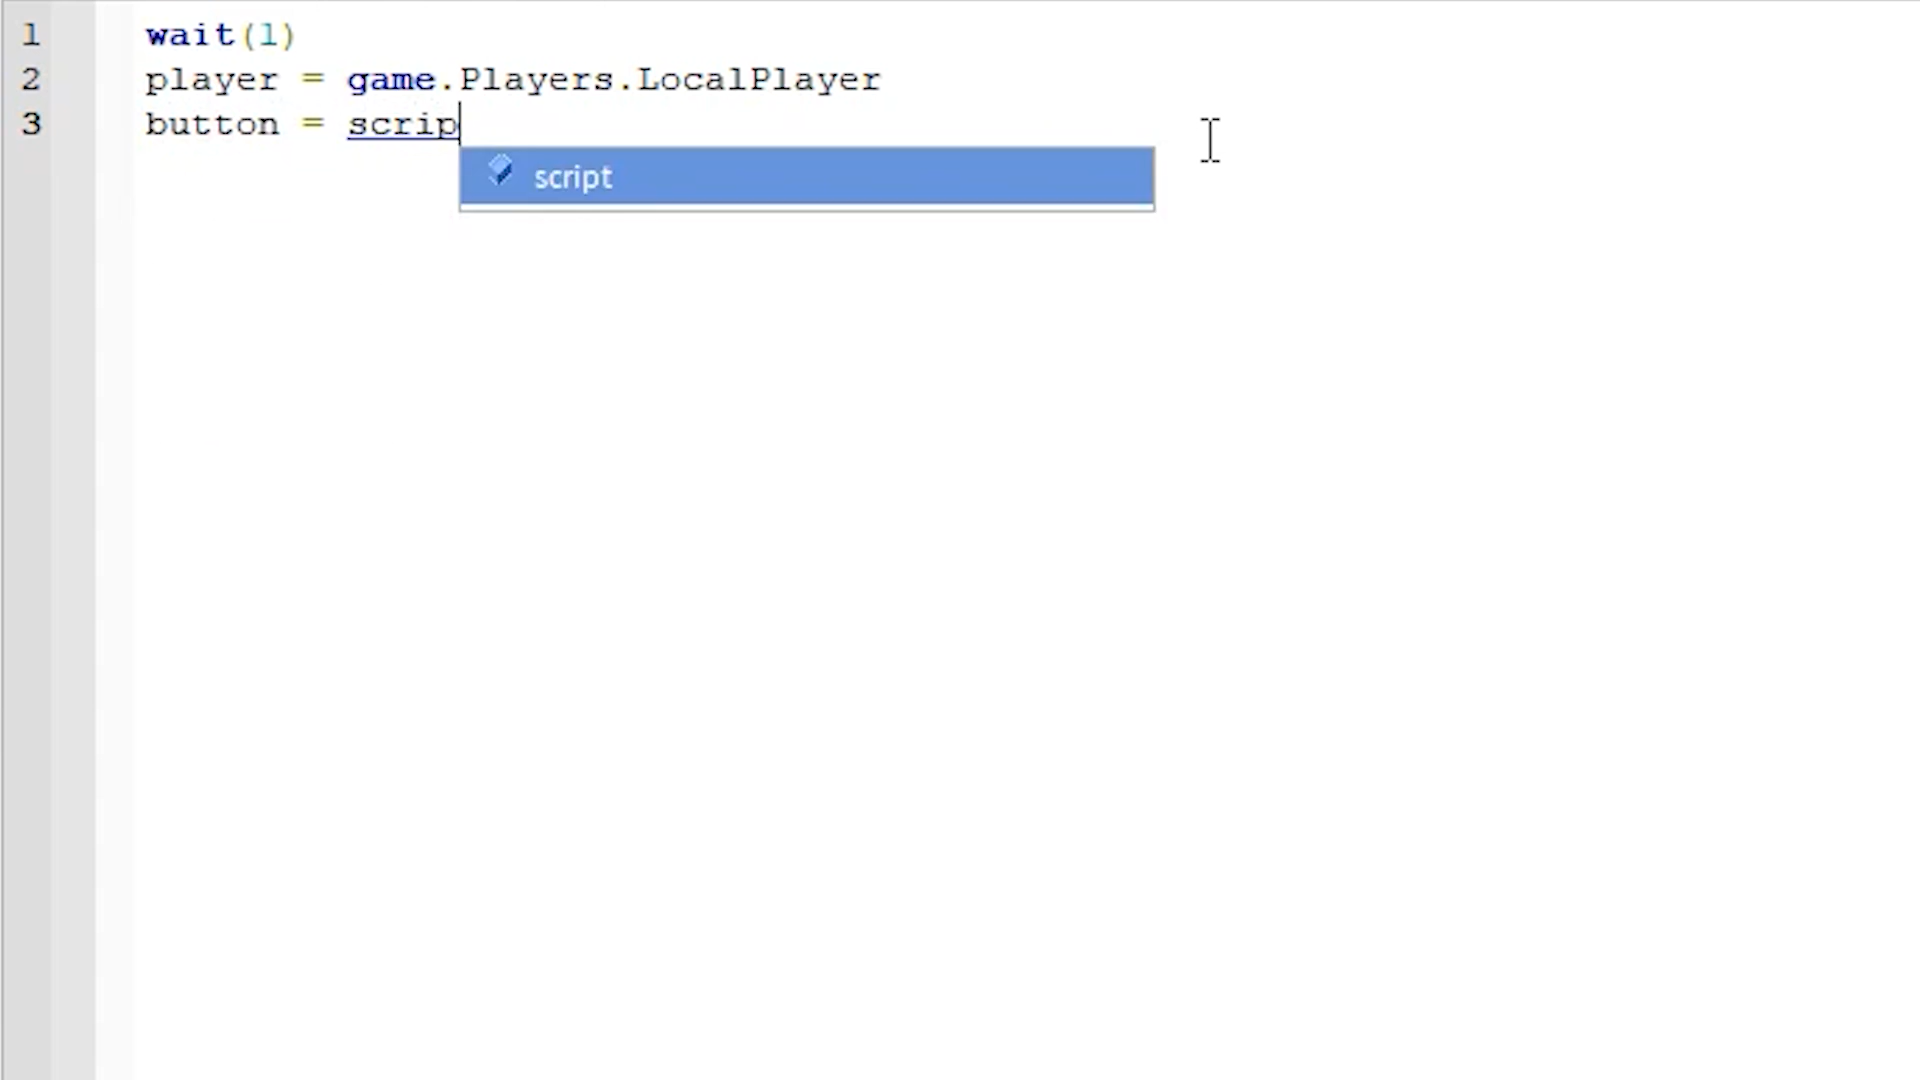 1 wait(1)
2 player = game.Players.LocalPlayer
3 button = scrip
script